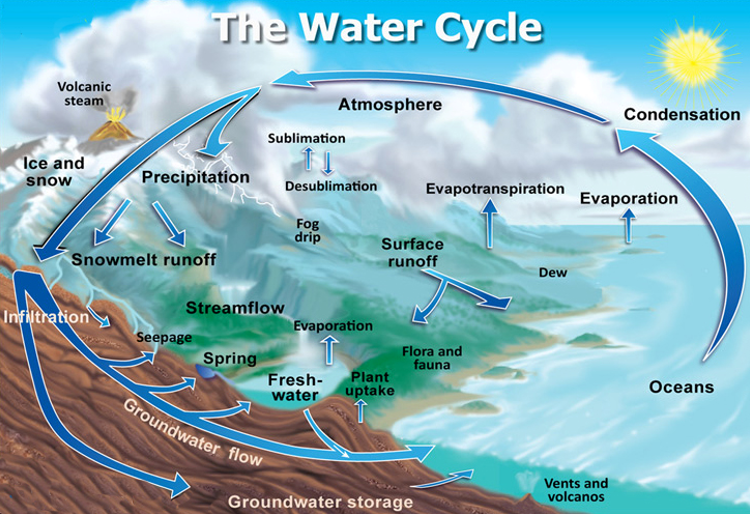 The Water Cycle
Volcanic
steam
Atmosphere
Condensation
Sublimation
Ice and
snow
Precipitation
Desublimation
Evapotranspiration
Evaporation
Fog
drip
Surface
runoff
Snowmelt runoff
Dew
Infiltration
Streamflow
Evaporation
Seepage
Spring
Flora and
fauna
Fresh-
water
Plant
uptake
Oceans
Groundwater flow
Vents and
volcanos
Groundwater storage